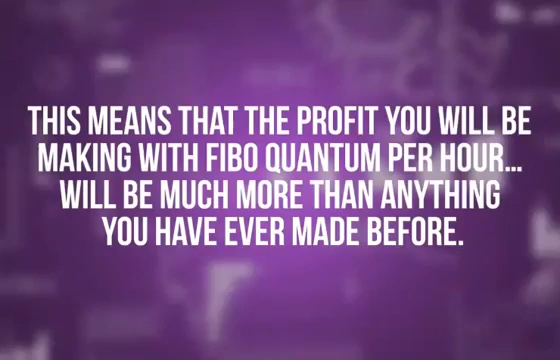 THIS MEANS THAT THE PROFIT YOU WILL BE
MAKING WITH FIBO QUANTUM PER HOUR...
WILL BE MUCH MORE THAN ANYTHING
YOU HAVE EVER MADE BEFORE.